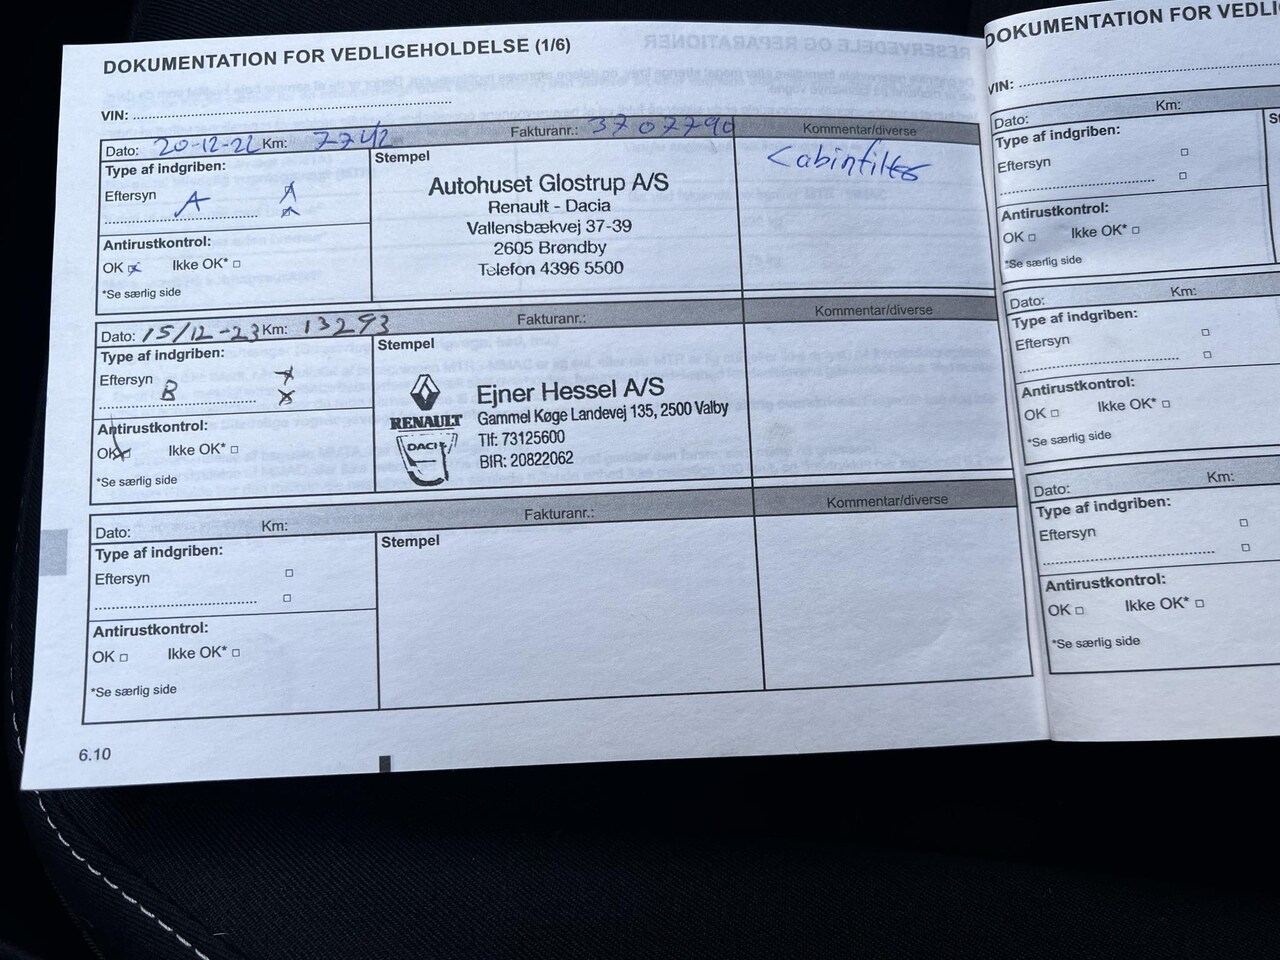 DOKUMENTATION FOR VEDLIGEHOLDELSE (1/6)
VIN:
Dato: 20-12-22 Km: 7742 Fakturanr.: 3707790 Kommentar/diverse
Type af indgriben:
Eftersyn A
Antirustkontrol:
OK Ikke OK*
*Se særlig side
Stempel
Autohuset Glostrup A/S
Renault - Dacia
Vallensbækvej 37-39
2605 Brøndby
Telefon 4396 5500
Cabinfilter
Dato: 15/12-23 Km: 13293 Fakturanr.: Kommentar/diverse
Type af indgriben:
Eftersyn B
Antirustkontrol:
OK Ikke OK*
*Se særlig side
Stempel
RENAULT
DACIA
Ejner Hessel A/S
Gammel Køge Landevej 135, 2500 Valby
Tlf: 73125600
BIR: 20822062
Dato: Km: Fakturanr.: Kommentar/diverse
Type af indgriben:
Eftersyn
Antirustkontrol:
OK Ikke OK*
*Se særlig side
Stempel
6.10
DOKUMENTATION FOR VEDLI
VIN:
Dato: Km:
Type af indgriben:
Eftersyn
Antirustkontrol:
OK Ikke OK*
*Se særlig side
St
Dato: Km:
Type af indgriben:
Eftersyn
Antirustkontrol:
OK Ikke OK*
*Se særlig side
Dato: Km:
Type af indgriben:
Eftersyn
Antirustkontrol:
OK Ikke OK*
*Se særlig side